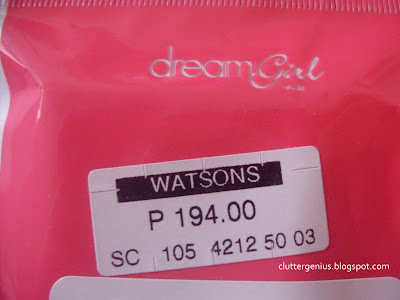 dream Girl
WATSONS
P 194.00
SC 105 4212 50 03
cluttergenius.blogspot.com